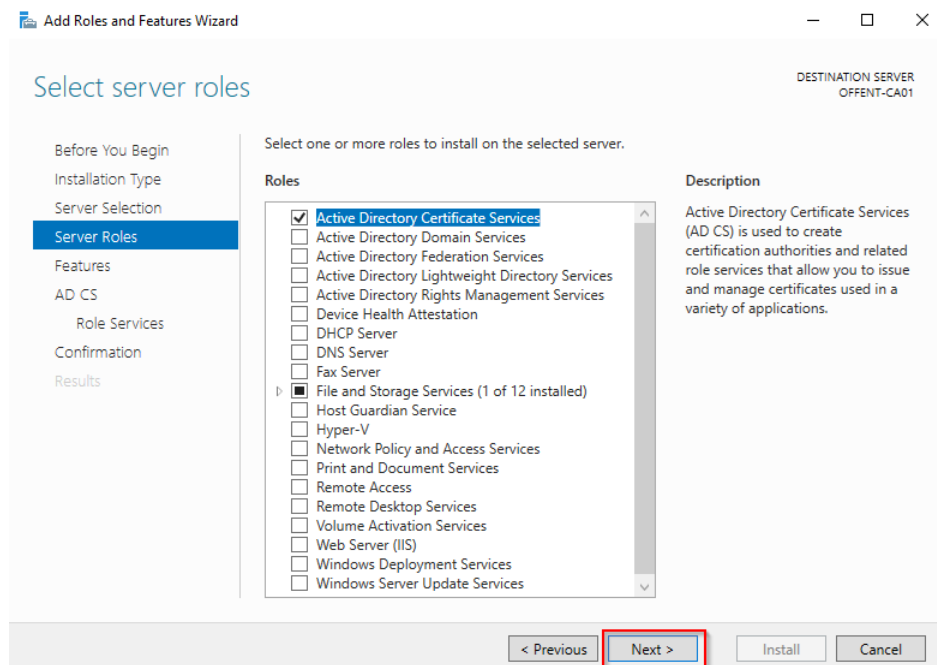 Add Roles and Features Wizard
Select server roles
DESTINATION SERVER
OFFENT-CA01
Before You Begin
Installation Type
Server Selection
Server Roles
Features
AD CS
Role Services
Confirmation
Results
Select one or more roles to install on the selected server.
Roles
Active Directory Certificate Services
Active Directory Domain Services
Active Directory Federation Services
Active Directory Lightweight Directory Services
Active Directory Rights Management Services
Device Health Attestation
DHCP Server
DNS Server
Fax Server
File and Storage Services (1 of 12 installed)
Host Guardian Service
Hyper-V
Network Policy and Access Services
Print and Document Services
Remote Access
Remote Desktop Services
Volume Activation Services
Web Server (IIS)
Windows Deployment Services
Windows Server Update Services
Description
Active Directory Certificate Services
(AD CS) is used to create
certification authorities and related
role services that allow you to issue
and manage certificates used in a
variety of applications.
< Previous
Next >
Install
Cancel